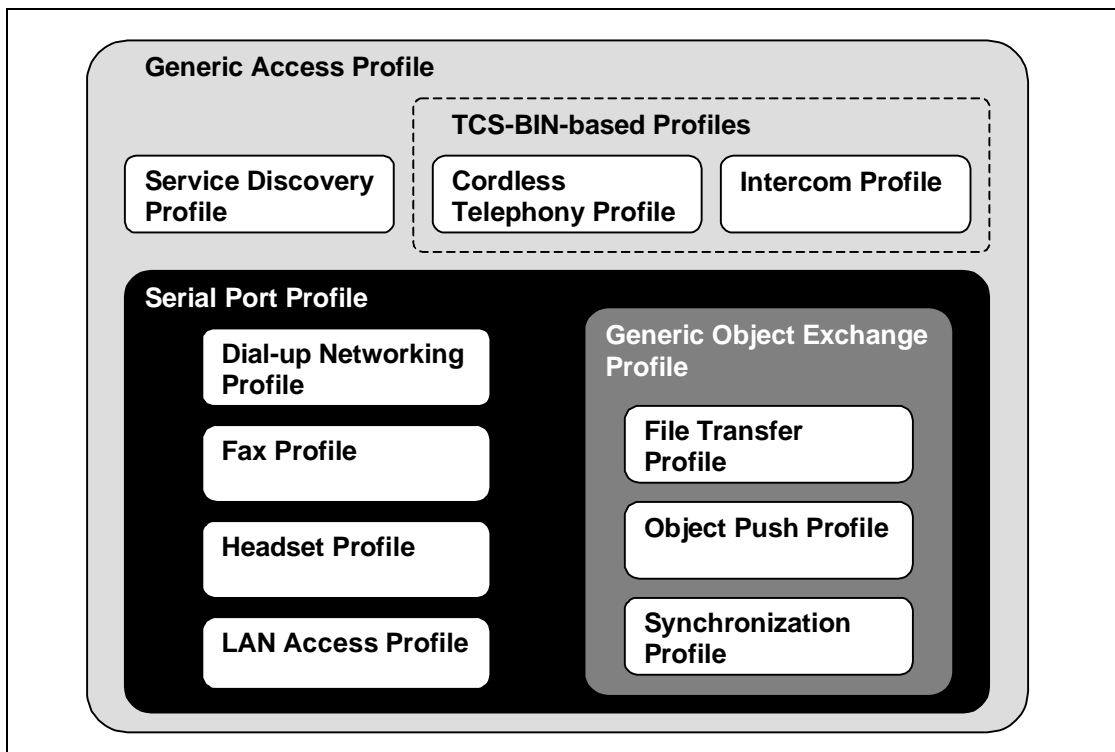 Generic Access Profile
TCS-BIN-based Profiles
Service Discovery
Profile
Cordless
Telephony Profile
Intercom Profile
Serial Port Profile
Dial-up Networking
Profile
Fax Profile
Headset Profile
LAN Access Profile
Generic Object Exchange
Profile
File Transfer
Profile
Object Push Profile
Synchronization
Profile